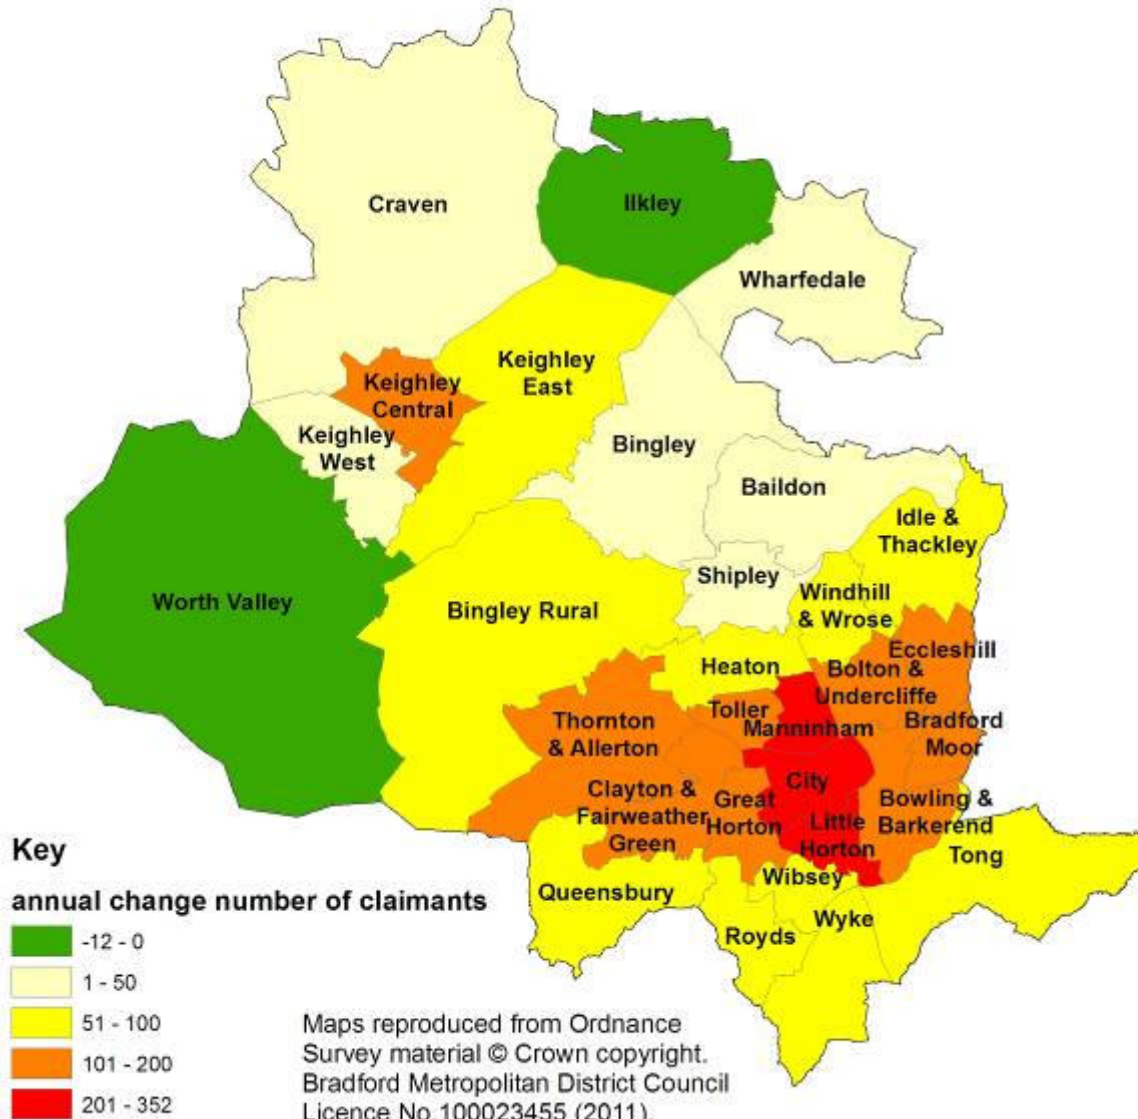 Craven
Ilkley
Wharfedale
Keighley
East
Keighley
Central
Keighley
West
Bingley
Baildon
Idle &
Thackley
Shipley
Windhill
& Wrose
Worth Valley
Bingley Rural
Heaton
Eccleshill
Bolton &
Undercliffe
Toller
Manninham
Thornton
& Allerton
Bradford
Moor
City
Clayton &
Fairweather
Green
Great
Horton
Little
Horton
Bowling &
Barkerend
Tong
Wibsey
Queensbury
Wyke
Royds
Key
annual change number of claimants
-12 - 0
1 - 50
51 - 100
101 - 200
201 - 352
Maps reproduced from Ordnance
Survey material © Crown copyright.
Bradford Metropolitan District Council
Licence No.100023455 (2011).